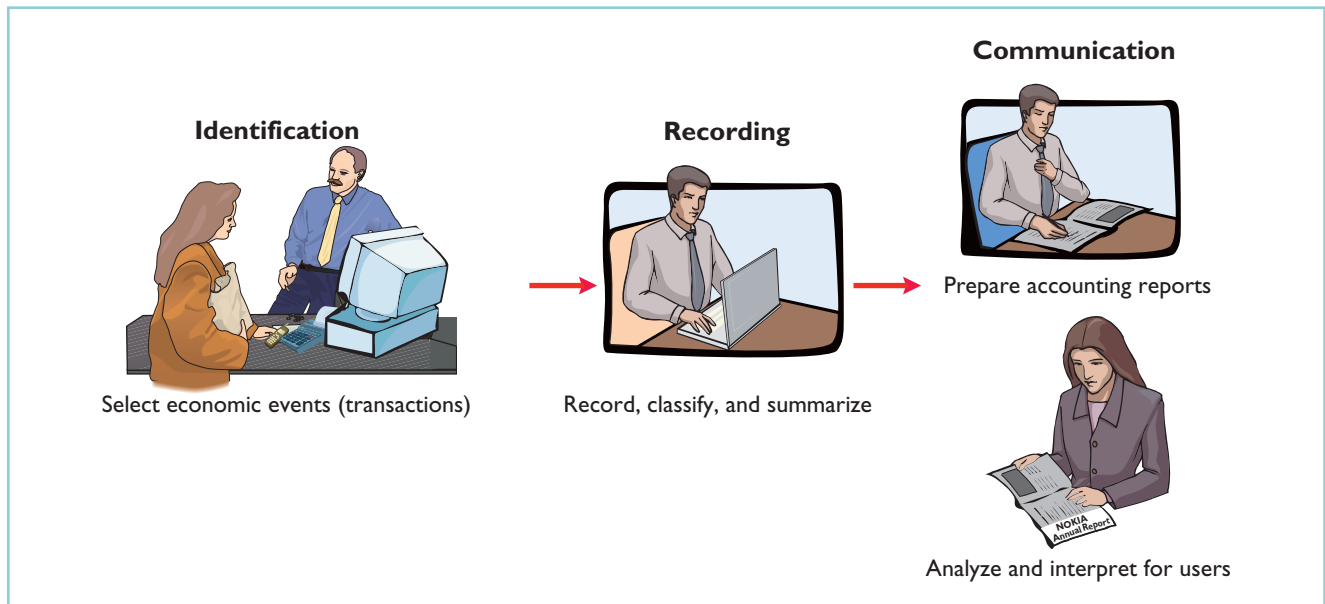 Identification
Select economic events (transactions)
Recording
Record, classify, and summarize
Communication
Prepare accounting reports
NOKIA
Annual Report
Analyze and interpret for users